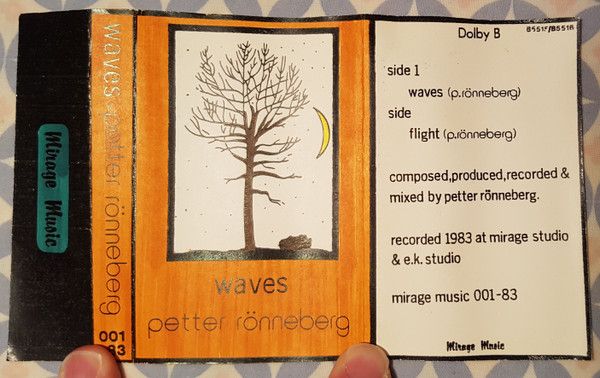 Mirage Music
waves petter rönneberg
001
83
waves
petter rönneberg
Dolby B
side 1
waves (p.rönneberg)
side
flight (p.rönneberg)
composed,produced,recorded &
mixed by petter rönneberg.
recorded 1983 at mirage studio
& e.k. studio
mirage music 001-83
Mirage Music